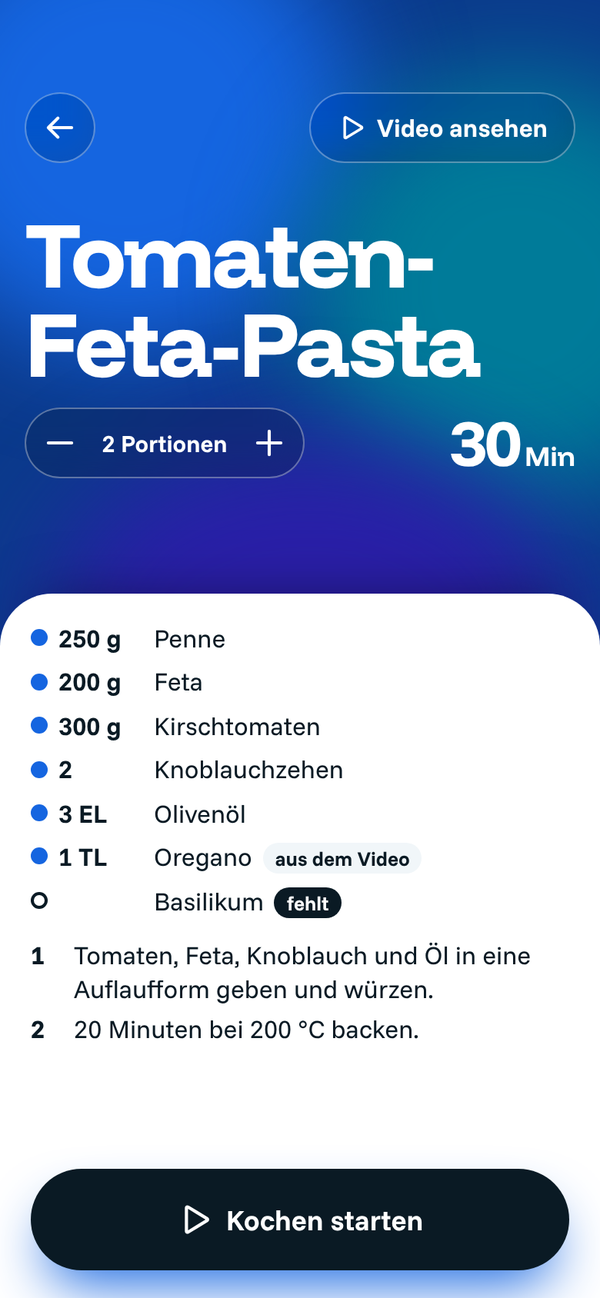 Video ansehen
Tomaten-
Feta-Pasta
2 Portionen
30 Min
250 g Penne
200 g Feta
300 g Kirschtomaten
2 Knoblauchzehen
3 EL Olivenöl
1 TL Oregano aus dem Video
Basilikum fehlt
1 Tomaten, Feta, Knoblauch und Öl in eine
Auflaufform geben und würzen.
2 20 Minuten bei 200 °C backen.
Kochen starten